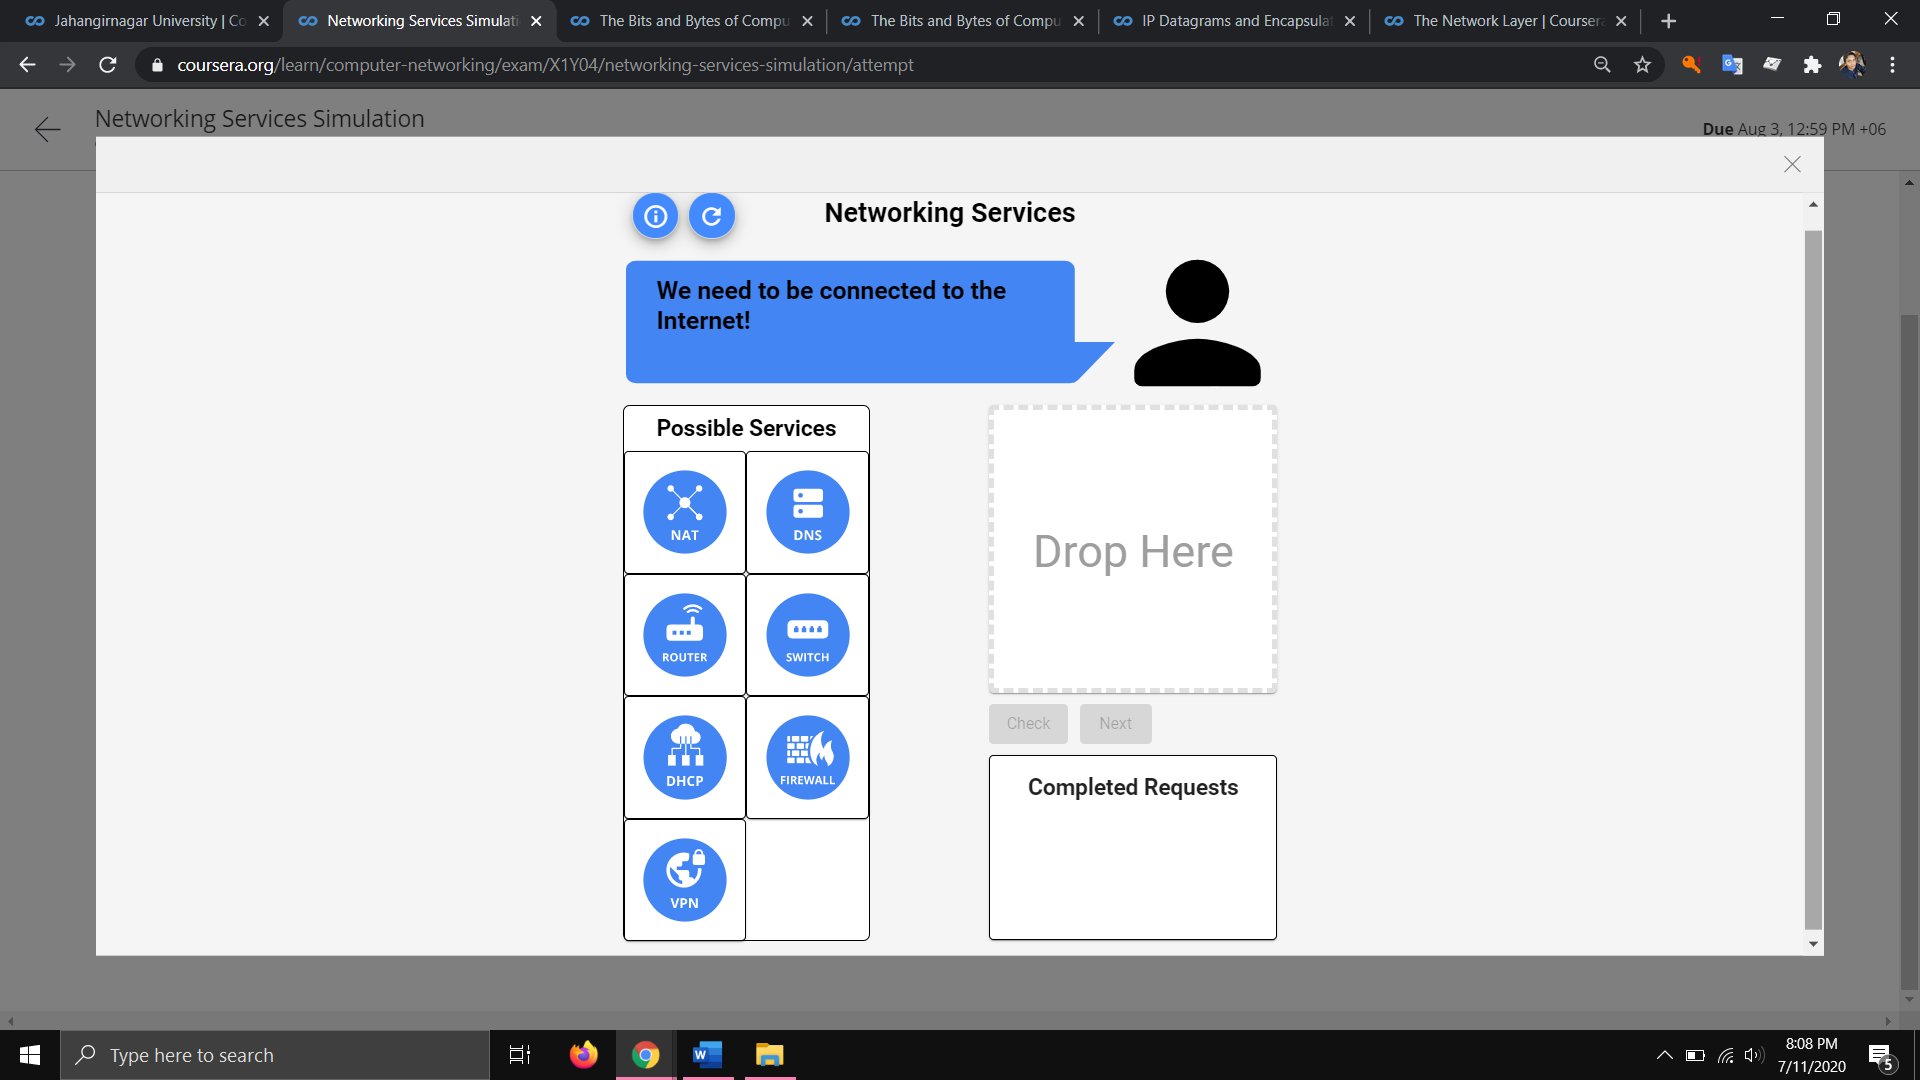 Jahangirnagar University | Co
Networking Services Simulati
The Bits and Bytes of Compu
The Bits and Bytes of Compu
IP Datagrams and Encapsulat
The Network Layer | Coursera
coursera.org/learn/computer-networking/exam/X1Y04/networking-services-simulation/attempt
Networking Services Simulation
Due Aug 3, 12:59 PM +06
Networking Services
We need to be connected to the
Internet!
Possible Services
NAT
DNS
ROUTER
SWITCH
DHCP
FIREWALL
VPN
Drop Here
Check
Next
Completed Requests
Type here to search
8:08 PM
7/11/2020
5